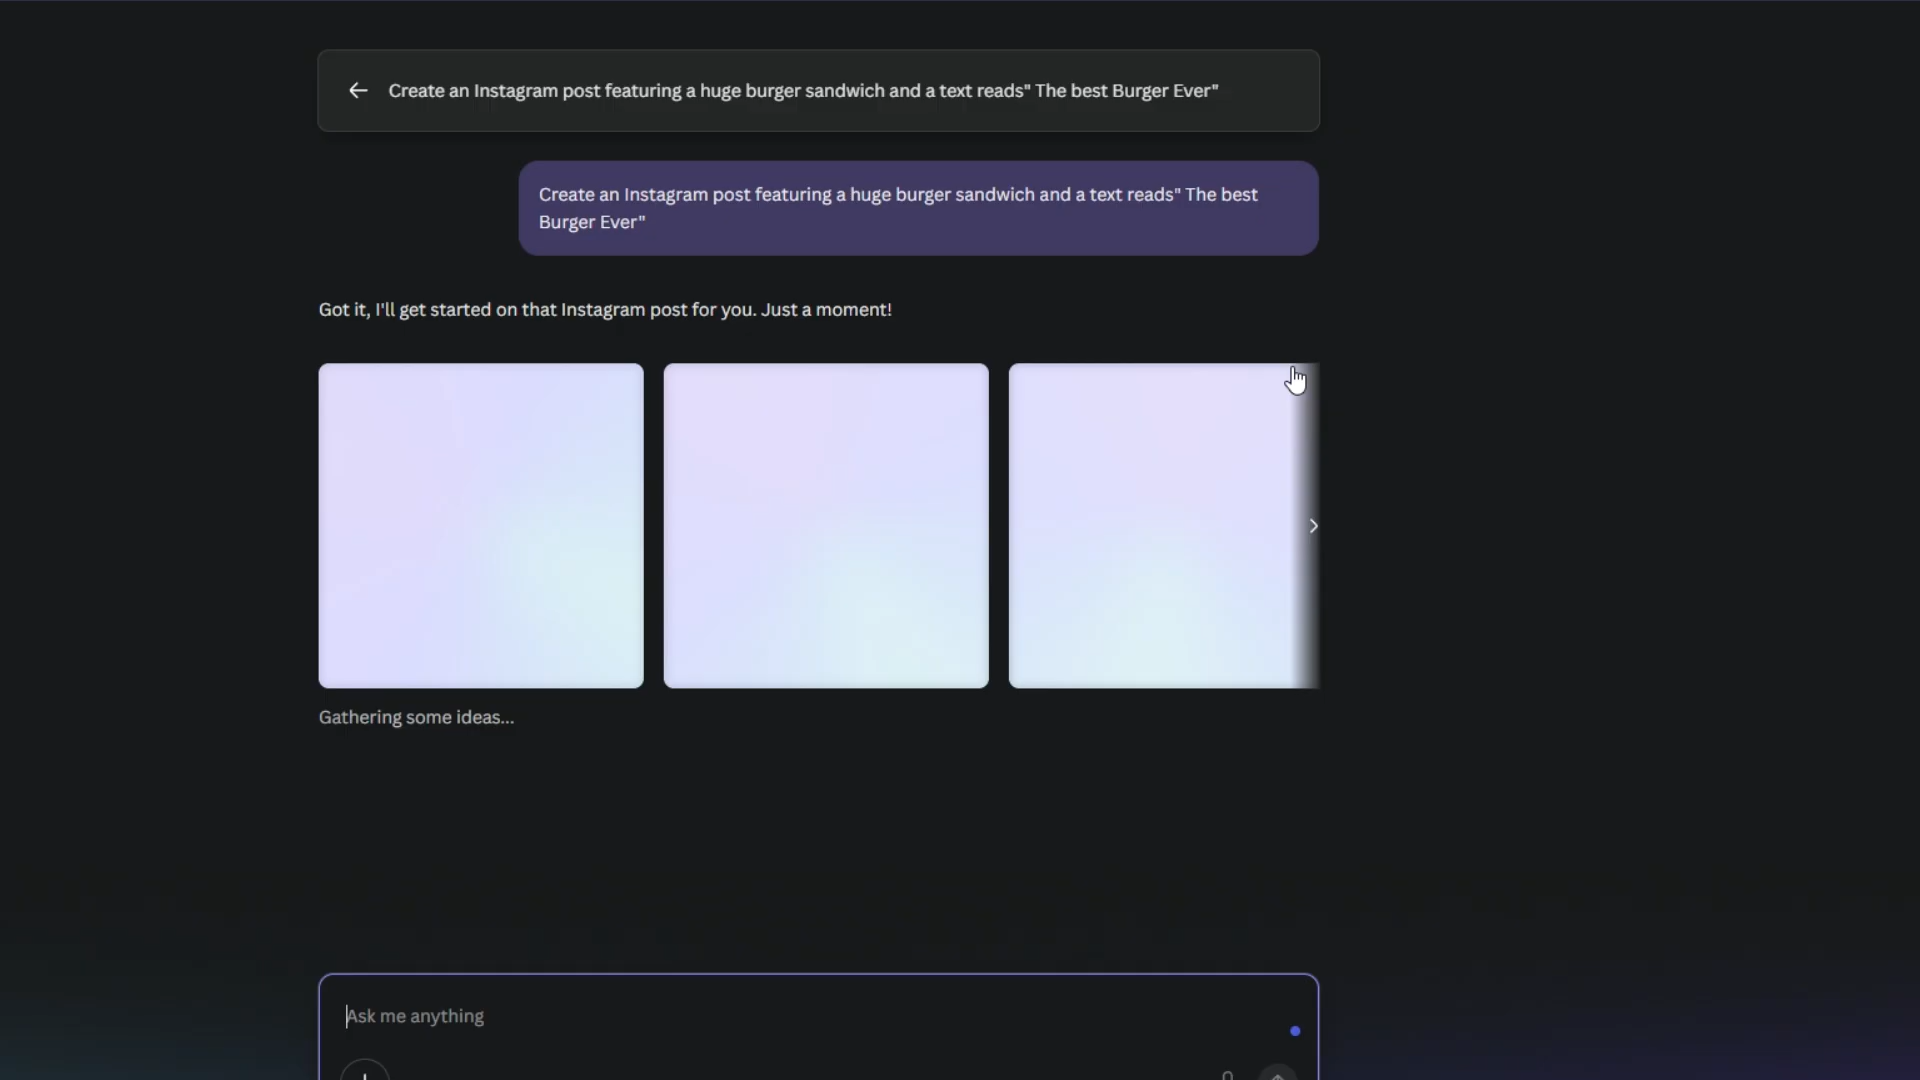 Create an Instagram post featuring a huge burger sandwich and a text reads" The best Burger Ever"
Create an Instagram post featuring a huge burger sandwich and a text reads" The best
Burger Ever"
Got it, I'll get started on that Instagram post for you. Just a moment!
Gathering some ideas...
Ask me anything